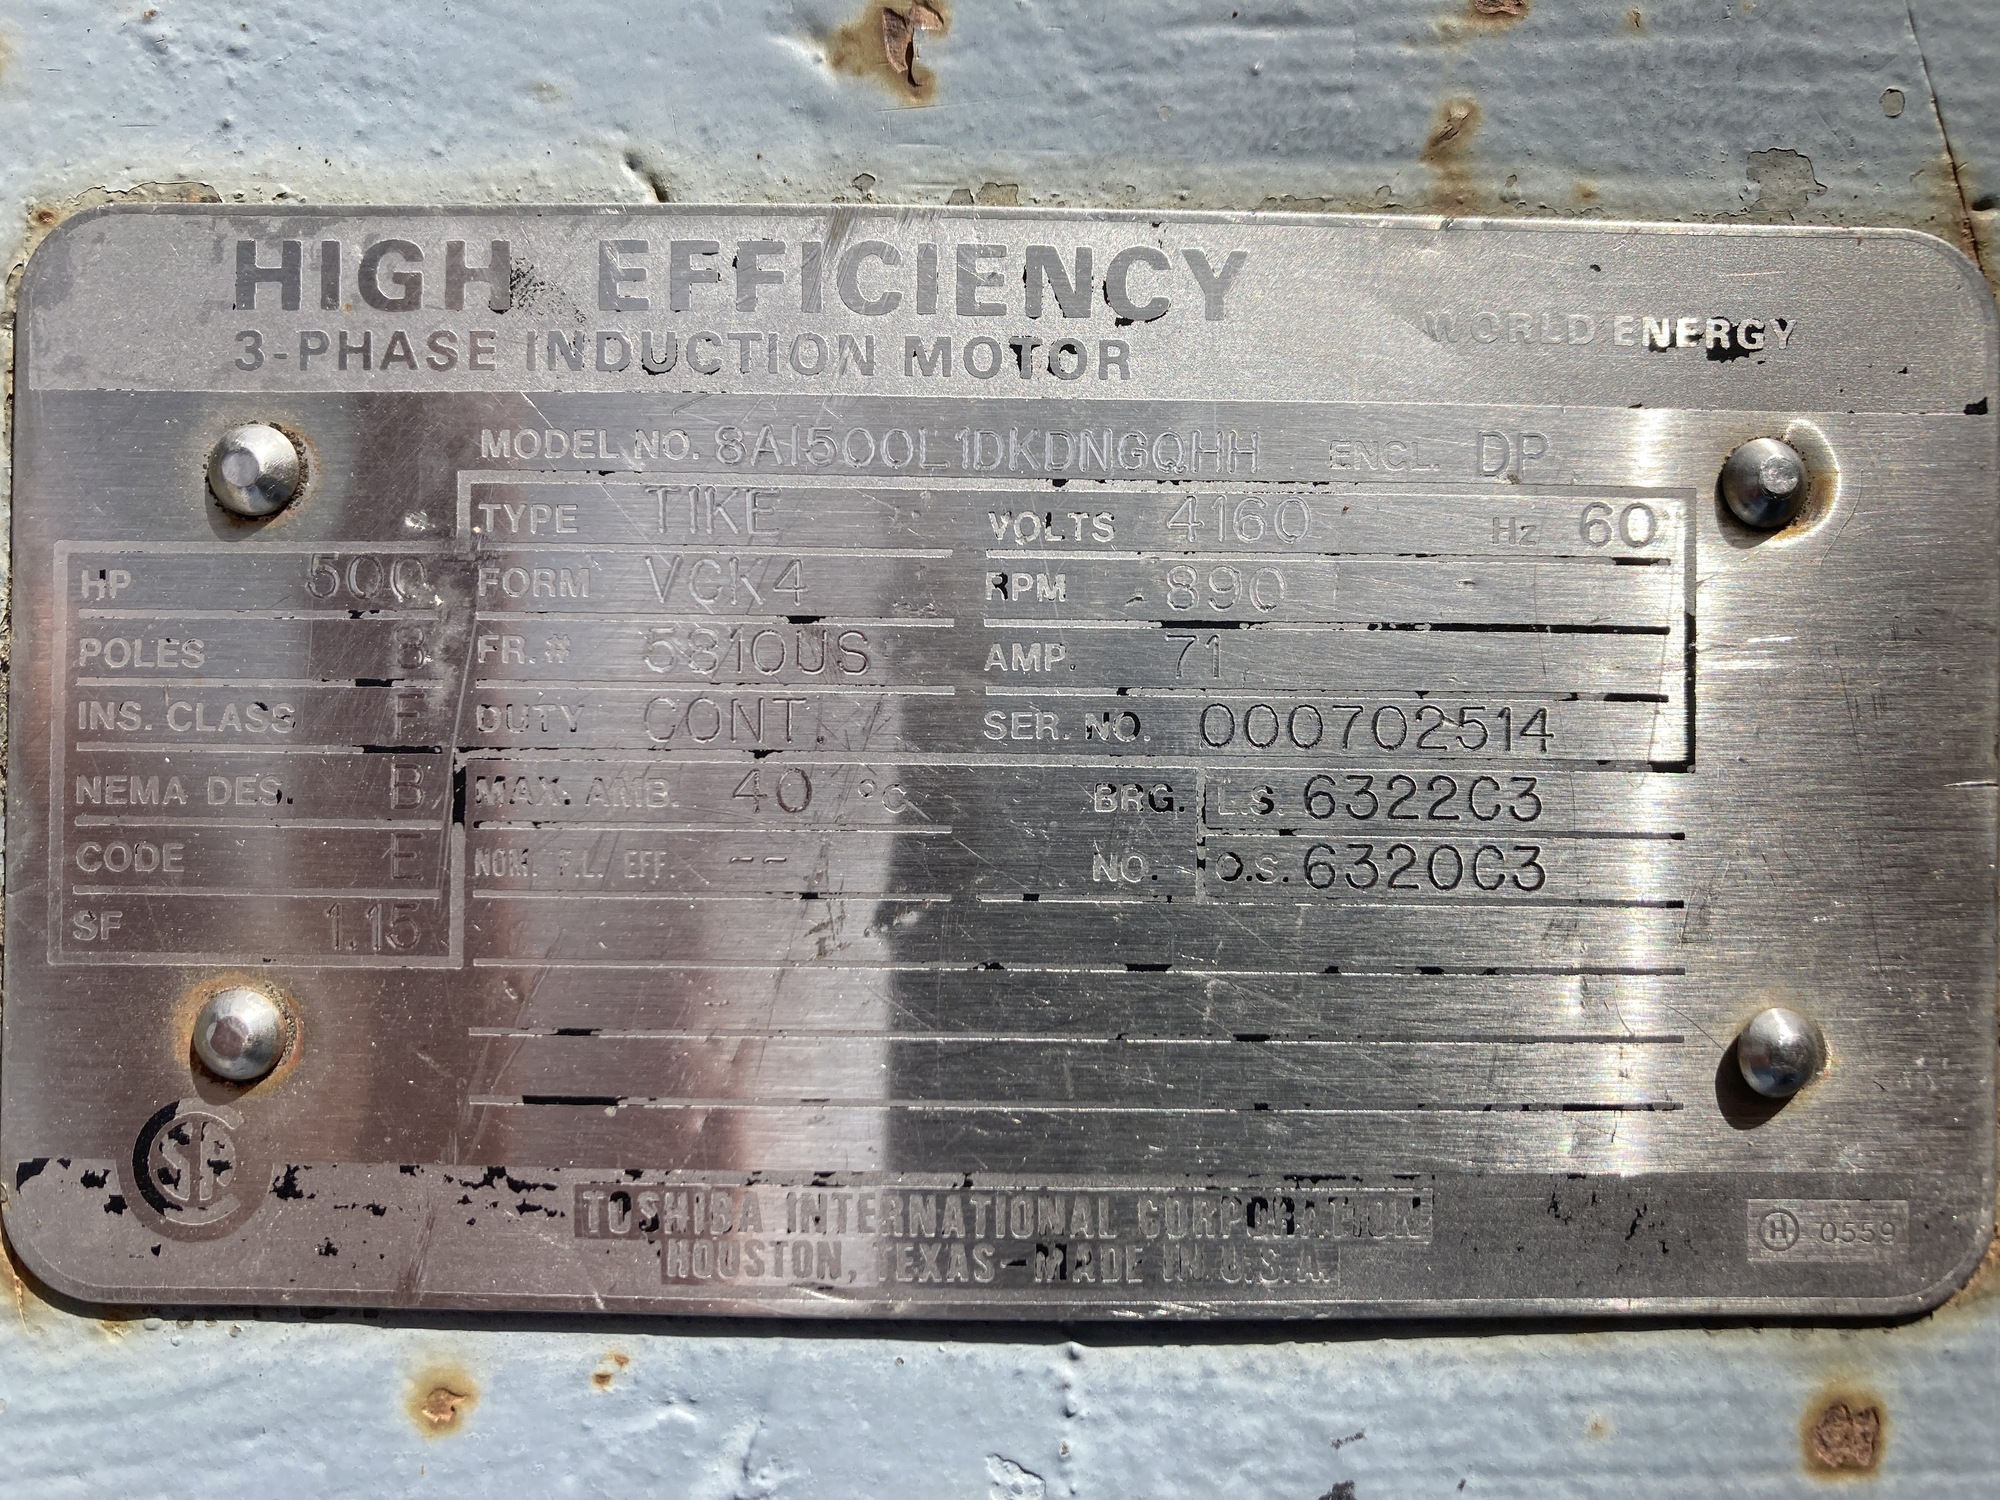 HIGH EFFICIENCY
3-PHASE INDUCTION MOTOR
WORLD ENERGY
MODEL NO. 8A1500L1DKDNGQHH ENCL. DP
TYPE TIKE VOLTS 4160 Hz 60
HP 500 FORM VCK4 RPM 890
POLES 8 FR.# 5810US AMP. 71
INS. CLASS F DUTY CONT. SER. NO. 000702514
NEMA DES. B MAX. AMB. 40 °C BRG. L.S. 6322C3
CODE E NOM. F.L. EFF. -- NO. O.S. 6320C3
SF 1.15
TOSHIBA INTERNATIONAL CORPORATION
HOUSTON, TEXAS-MADE IN U.S.A.
H 0559